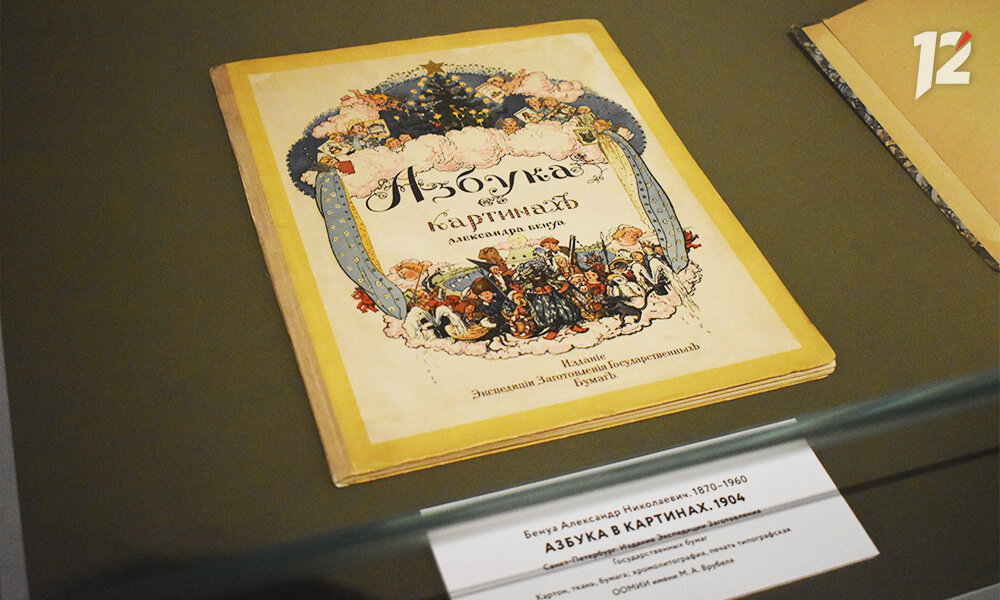 12
Азбука
въ
картинахъ
Александра Бенуа
Изданіе
Экспедиціи Заготовленія Государственныхъ
Бумагъ.
Бенуа Александр Николаевич. 1870–1960
АЗБУКА В КАРТИНАХ. 1904
Санкт-Петербург. Издание Экспедиции Заготовления
Государственных бумаг
Картон, ткань, бумага; хромолитография, печать типографская
ООМИИ имени М. А. Врубеля